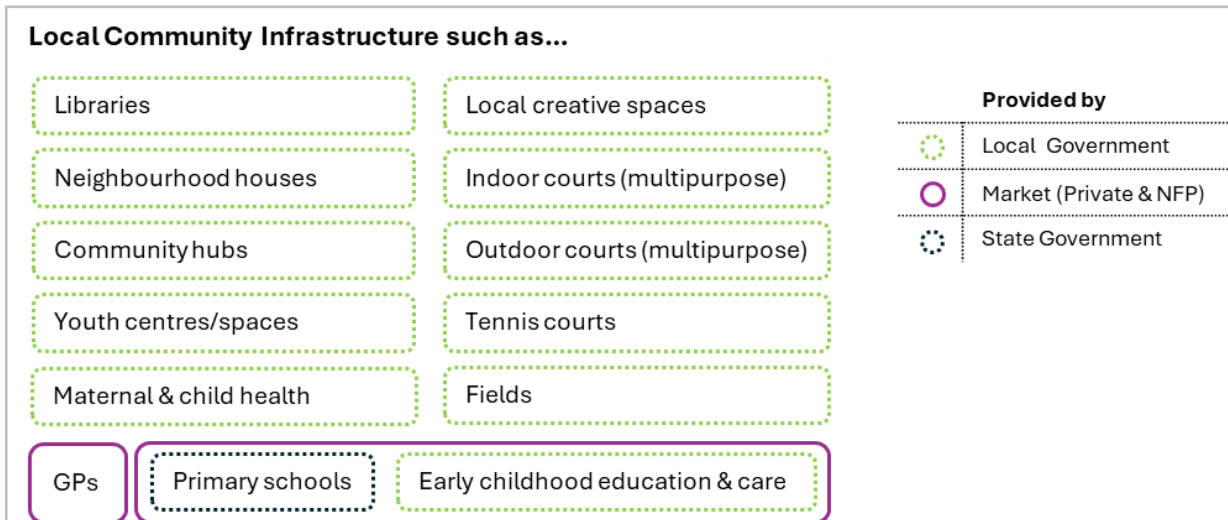 Local Community Infrastructure such as...
Libraries
Local creative spaces
Neighbourhood houses
Indoor courts (multipurpose)
Community hubs
Outdoor courts (multipurpose)
Youth centres/spaces
Tennis courts
Maternal & child health
Fields
GPs
Primary schools
Early childhood education & care
Provided by
Local Government
Market (Private & NFP)
State Government